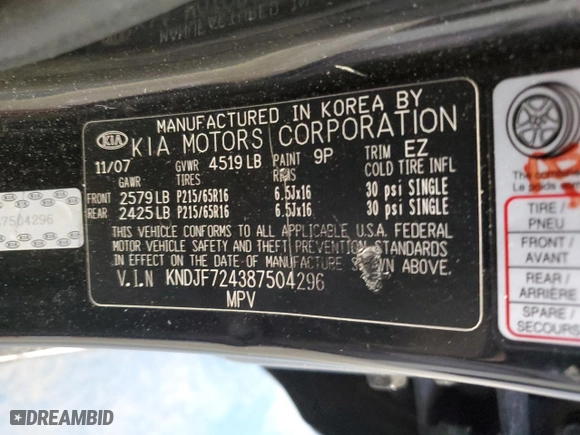 MANUFACTURED IN KOREA BY
KIA KIA MOTORS CORPORATION
11/07 GVWR 4519 LB PAINT 9P TRIM EZ
GAWR TIRES RIMS COLD TIRE INFL
FRONT 2579 LB P215/65R16 6.5Jx16 30 psi SINGLE
REAR 2425 LB P215/65R16 6.5Jx16 30 psi SINGLE
THIS VEHICLE CONFORMS TO ALL APPLICABLE U.S.A. FEDERAL
MOTOR VEHICLE SAFETY AND THEFT PREVENTION STANDARDS
IN EFFECT ON THE DATE OF MANUFACTURE SHOWN ABOVE.
V.I.N KNDJF724387504296
MPV
87504296
TIRE /
PNEU
FRONT /
AVANT
REAR /
ARRIÈRE
SPARE /
SECOURS
DREAMBID